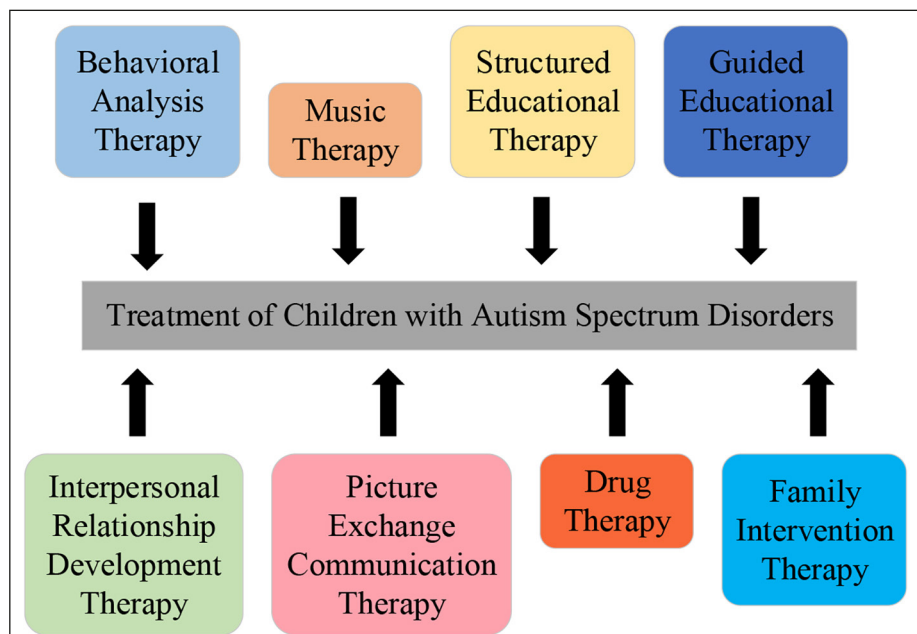 Behavioral
Analysis
Therapy
Music
Therapy
Structured
Educational
Therapy
Guided
Educational
Therapy
Treatment of Children with Autism Spectrum Disorders
Interpersonal
Relationship
Development
Therapy
Picture
Exchange
Communication
Therapy
Drug
Therapy
Family
Intervention
Therapy